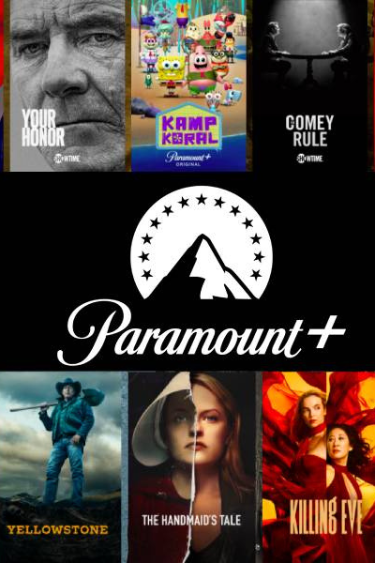 YOUR
HONOR
SHOWTIME
KAMP
KORAL
Paramount+
ORIGINAL
COMEY
RULE
SHOWTIME
Paramount+
YELLOWSTONE
THE HANDMAID'S TALE
KILLING EVE